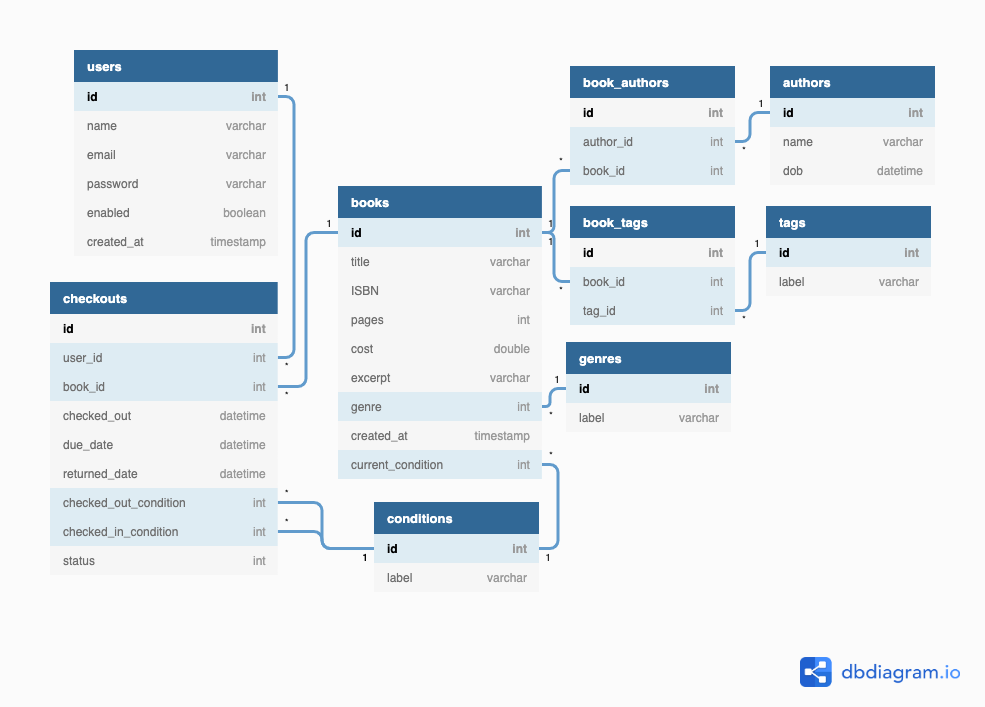 users
id int
name varchar
email varchar
password varchar
enabled boolean
created_at timestamp
1
checkouts
id int
user_id int
*
book_id int
*
checked_out datetime
due_date datetime
returned_date datetime
*
checked_out_condition int
*
checked_in_condition int
status int
1
books
1
id int
1
1
title varchar
ISBN varchar
pages int
cost double
excerpt varchar
genre int
*
created_at timestamp
*
current_condition int
conditions
id int
1
1
label varchar
book_authors
id int
author_id int
*
*
book_id int
authors
1
id int
name varchar
dob datetime
book_tags
id int
book_id int
*
tag_id int
*
tags
1
id int
label varchar
genres
1
id int
label varchar
dbdiagram.io